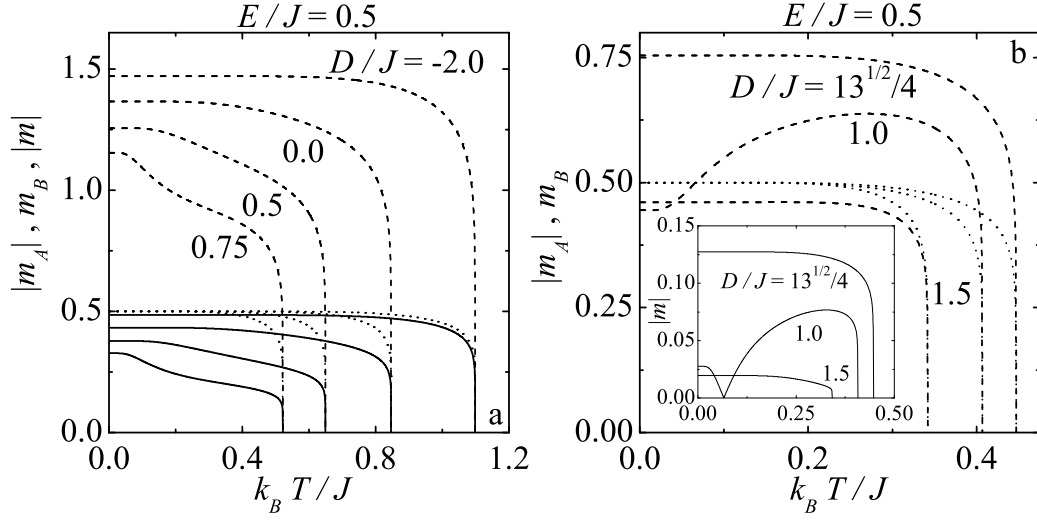 E / J = 0.5
D / J = -2.0
0.0
0.5
0.75
a
|m_A| , m_B , |m|
1.5
1.0
0.5
0.0
0.0 0.4 0.8 1.2
k_B T / J
E / J = 0.5
b
D / J = 13^{1/2}/4
1.0
1.5
|m_A| , m_B
0.75
0.50
0.25
0.00
0.0 0.2 0.4
k_B T / J
|m|
0.15
0.10
0.05
0.00
D / J = 13^{1/2}/4
1.0
1.5
0.00 0.25 0.50